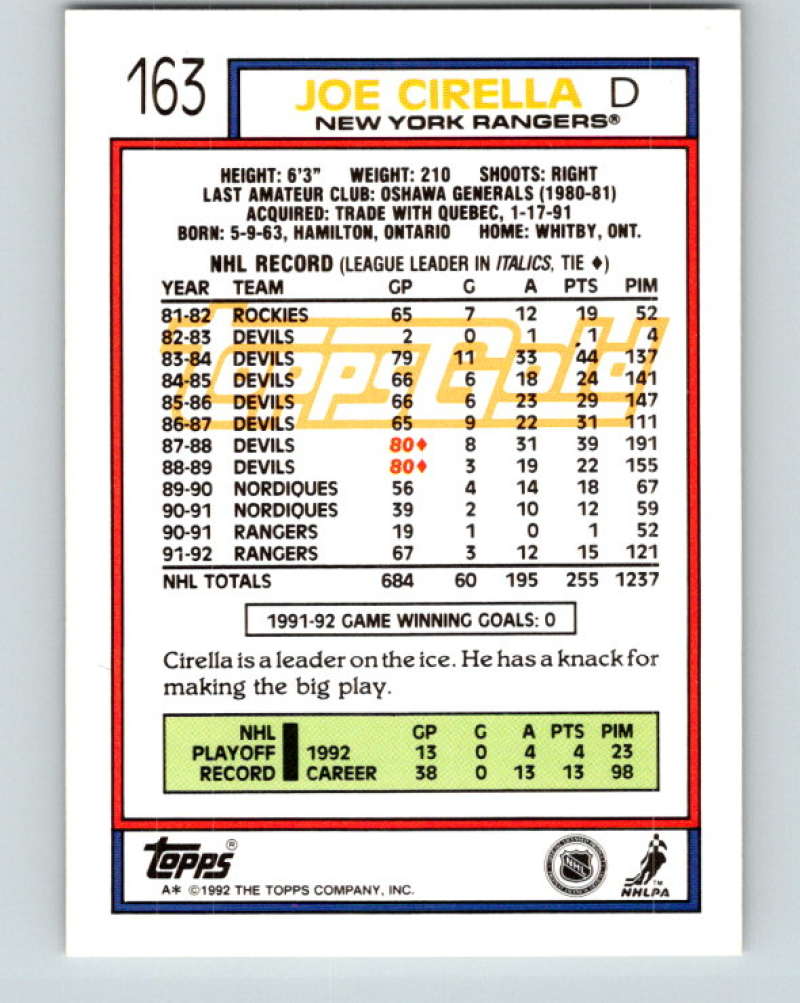 163
JOE CIRELLA D
NEW YORK RANGERS®
HEIGHT: 6'3" WEIGHT: 210 SHOOTS: RIGHT
LAST AMATEUR CLUB: OSHAWA GENERALS (1980-81)
ACQUIRED: TRADE WITH QUEBEC, 1-17-91
BORN: 5-9-63, HAMILTON, ONTARIO HOME: WHITBY, ONT.
NHL RECORD (LEAGUE LEADER IN ITALICS, TIE ♦)
YEAR TEAM GP G A PTS PIM
81-82 ROCKIES 65 7 12 19 52
82-83 DEVILS 2 0 1 1 4
83-84 DEVILS 79 11 33 44 137
84-85 DEVILS 66 6 18 24 141
85-86 DEVILS 66 6 23 29 147
86-87 DEVILS 65 9 22 31 111
87-88 DEVILS 80♦ 8 31 39 191
88-89 DEVILS 80♦ 3 19 22 155
89-90 NORDIQUES 56 4 14 18 67
90-91 NORDIQUES 39 2 10 12 59
90-91 RANGERS 19 1 0 1 52
91-92 RANGERS 67 3 12 15 121
NHL TOTALS 684 60 195 255 1237
Topps Gold
1991-92 GAME WINNING GOALS: 0
Cirella is a leader on the ice. He has a knack for
making the big play.
NHL GP G A PTS PIM
PLAYOFF 1992 13 0 4 4 23
RECORD CAREER 38 0 13 13 98
TOPPS®
A* ©1992 THE TOPPS COMPANY, INC.
NHL
NHLPA™